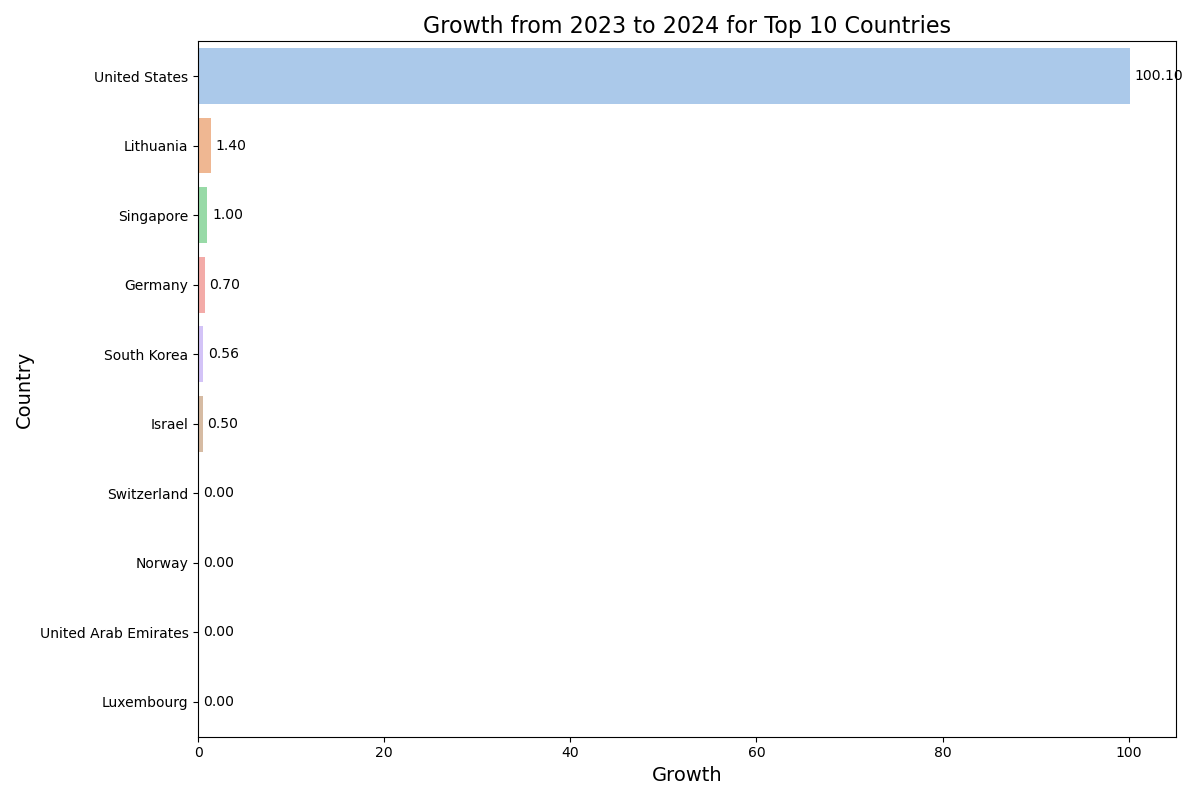 Growth from 2023 to 2024 for Top 10 Countries
United States 100.10
Lithuania 1.40
Singapore 1.00
Germany 0.70
South Korea 0.56
Israel 0.50
Switzerland 0.00
Norway 0.00
United Arab Emirates 0.00
Luxembourg 0.00
0 20 40 60 80 100
Growth
Country